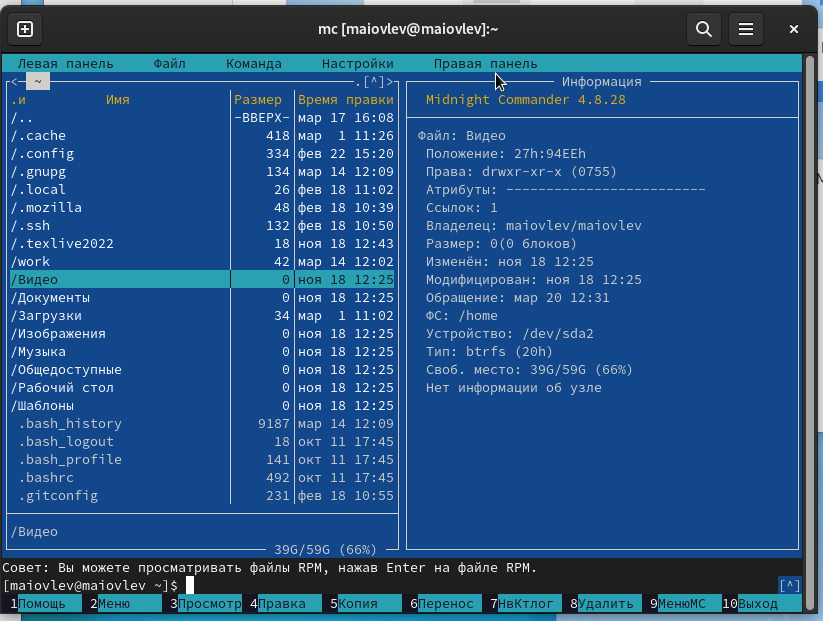 mc [maiovlev@maiovlev]:~
Левая панель Файл Команда Настройки Правая панель
<─ ~ .[^]>
.и Имя Размер Время правки
/.. -ВВЕРХ- мар 17 16:08
/.cache 418 мар 1 11:26
/.config 334 фев 22 15:20
/.gnupg 134 мар 14 12:09
/.local 26 фев 18 11:02
/.mozilla 48 фев 18 10:39
/.ssh 132 фев 18 10:50
/.texlive2022 18 ноя 18 12:43
/work 42 мар 14 12:02
/Видео 0 ноя 18 12:25
/Документы 0 ноя 18 12:25
/Загрузки 34 мар 1 11:02
/Изображения 0 ноя 18 12:25
/Музыка 0 ноя 18 12:25
/Общедоступные 0 ноя 18 12:25
/Рабочий стол 0 ноя 18 12:25
/Шаблоны 0 ноя 18 12:25
.bash_history 9187 мар 14 12:09
.bash_logout 18 окт 11 17:45
.bash_profile 141 окт 11 17:45
.bashrc 492 окт 11 17:45
.gitconfig 231 фев 18 10:55
/Видео
39G/59G (66%)
Информация
Midnight Commander 4.8.28
Файл: Видео
Положение: 27h:94EEh
Права: drwxr-xr-x (0755)
Атрибуты: -------------------------
Ссылок: 1
Владелец: maiovlev/maiovlev
Размер: 0(0 блоков)
Изменён: ноя 18 12:25
Модифицирован: ноя 18 12:25
Обращение: мар 20 12:31
ФС: /home
Устройство: /dev/sda2
Тип: btrfs (20h)
Своб. место: 39G/59G (66%)
Нет информации об узле
Совет: Вы можете просматривать файлы RPM, нажав Enter на файле RPM.
[maiovlev@maiovlev ~]$ [^]
1Помощь 2Меню 3Просмотр 4Правка 5Копия 6Перенос 7НвКтлог 8Удалить 9МенюМС 10Выход